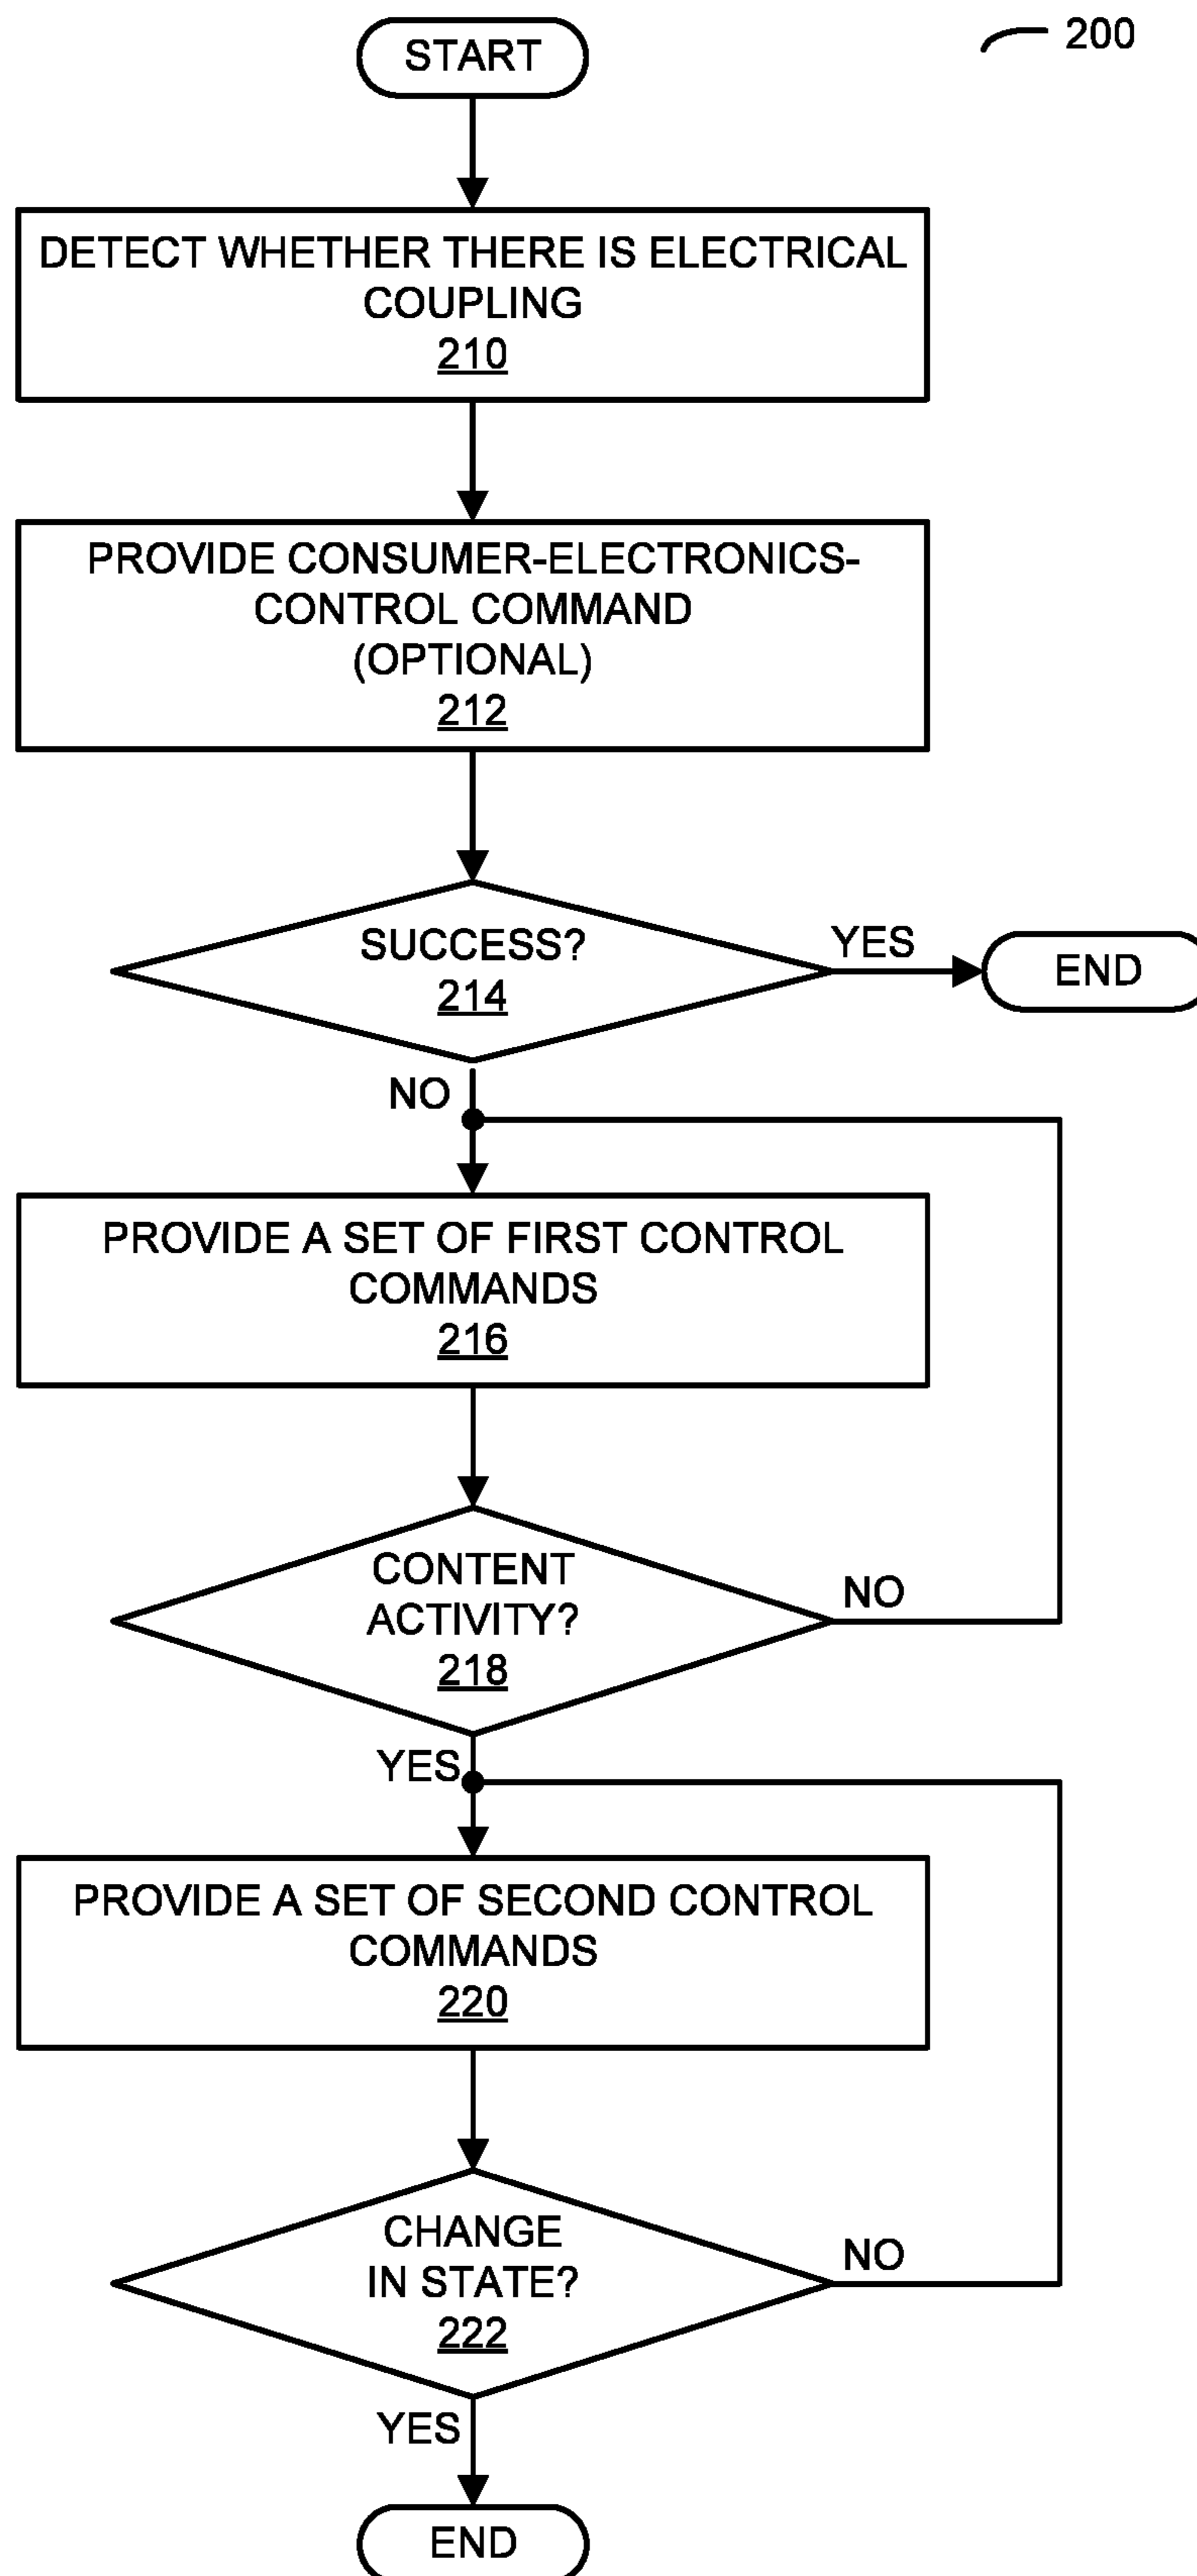 START
200
DETECT WHETHER THERE IS ELECTRICAL
COUPLING
210
PROVIDE CONSUMER-ELECTRONICS-
CONTROL COMMAND
(OPTIONAL)
212
SUCCESS?
214
YES
END
NO
PROVIDE A SET OF FIRST CONTROL
COMMANDS
216
CONTENT
ACTIVITY?
218
NO
YES
PROVIDE A SET OF SECOND CONTROL
COMMANDS
220
CHANGE
IN STATE?
222
NO
YES
END